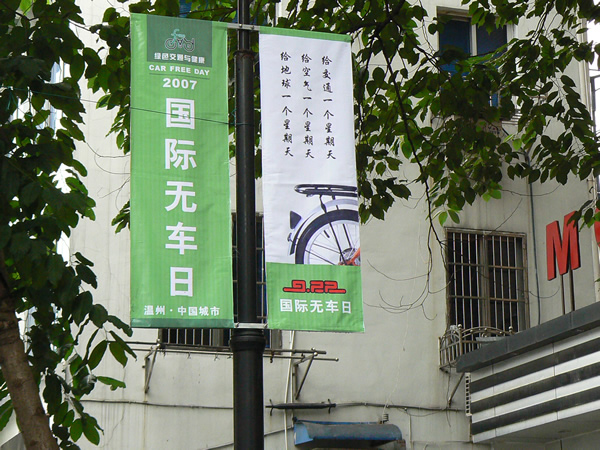 绿色交通与健康
CAR FREE DAY
2007
国际无车日
温州·中国城市
给交通一个星期天
给空气一个星期天
给地球一个星期天
9.22
国际无车日
M